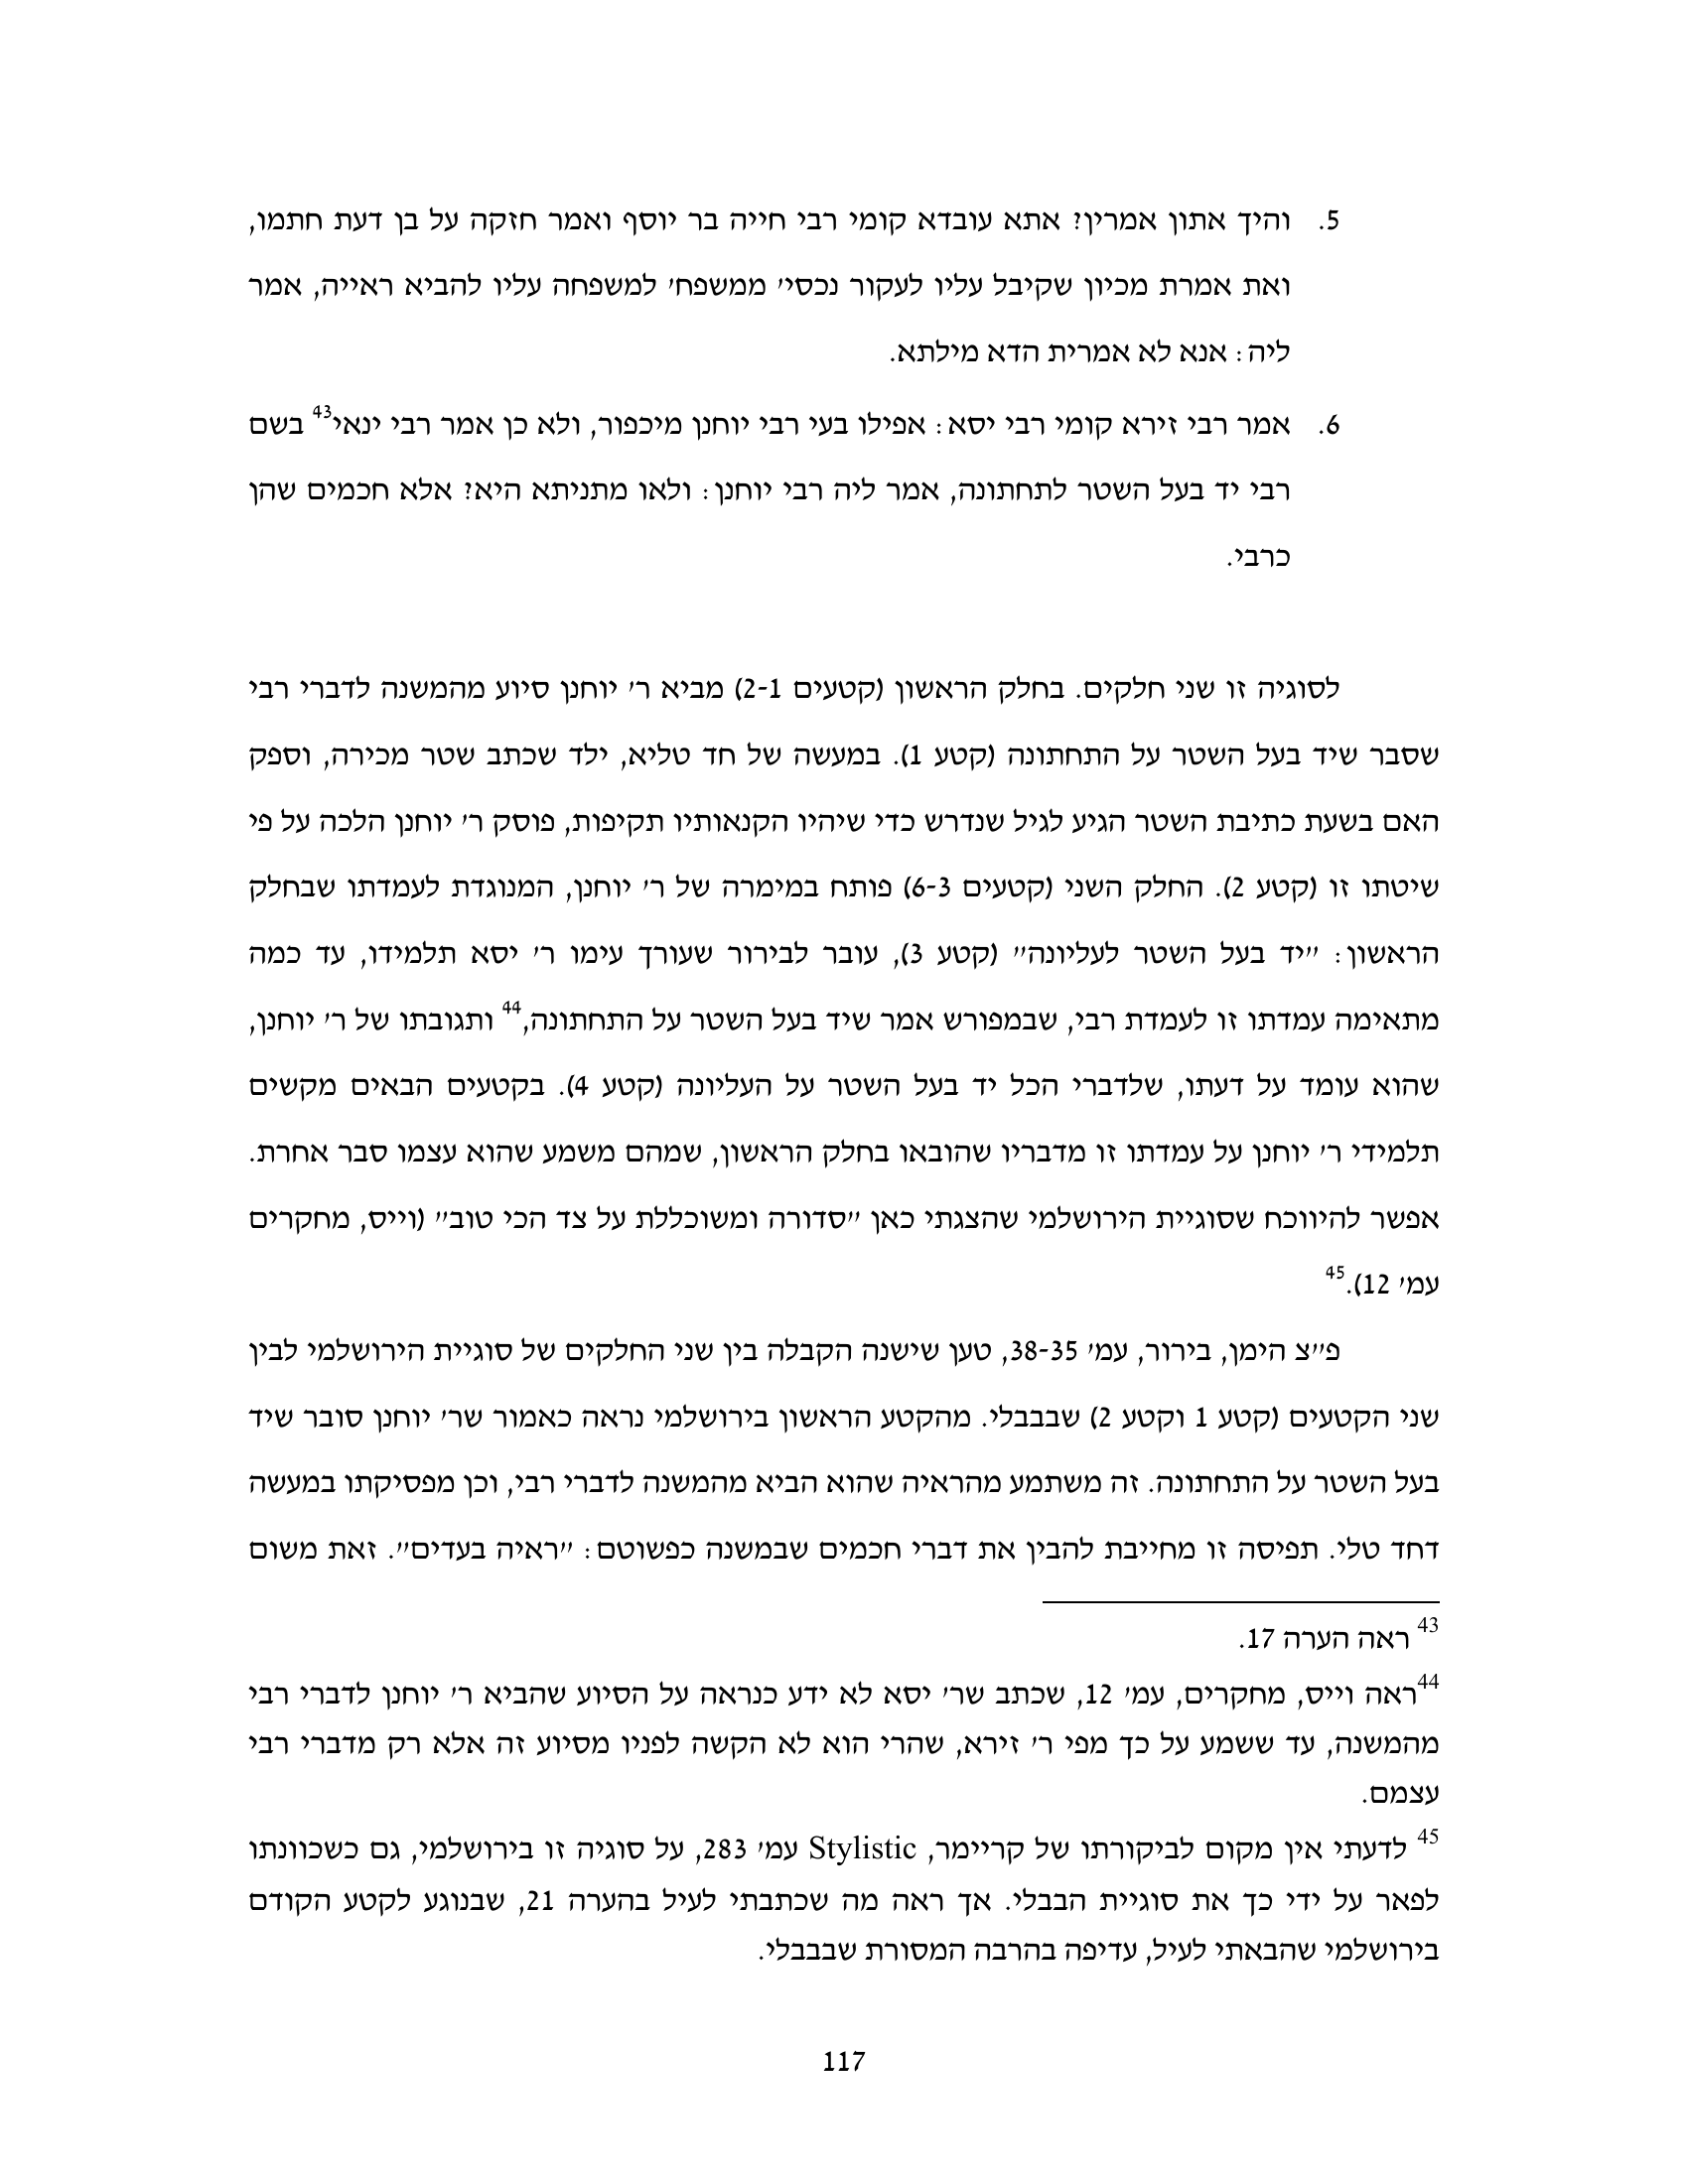 5. והיך אתון אמרין? אתא עובדא קומי רבי חייה בר יוסף ואמר חזקה על בן דעת חתמו,
ואת אמרת מכיון שקיבל עליו לעקור נכסי׳ ממשפח׳ למשפחה עליו להביא ראייה, אמר
ליה: אנא לא אמרית הדא מילתא.
6. אמר רבי זירא קומי רבי יסא: אפילו בעי רבי יוחנן מיכפור, ולא כן אמר רבי ינאי43 בשם
רבי יד בעל השטר לתחתונה, אמר ליה רבי יוחנן: ולאו מתניתא היא? אלא חכמים שהן
כרבי.
לסוגיה זו שני חלקים. בחלק הראשון (קטעים 2-1) מביא ר׳ יוחנן סיוע מהמשנה לדברי רבי
שסבר שיד בעל השטר על התחתונה (קטע 1). במעשה של חד טליא, ילד שכתב שטר מכירה, וספק
האם בשעת כתיבת השטר הגיע לגיל שנדרש כדי שיהיו הקנאותיו תקיפות, פוסק ר׳ יוחנן הלכה על פי
שיטתו זו (קטע 2). החלק השני (קטעים 6-3) פותח במימרה של ר׳ יוחנן, המנוגדת לעמדתו שבחלק
הראשון: ״יד בעל השטר לעליונה״ (קטע 3), עובר לבירור שעורך עימו ר׳ יסא תלמידו, עד כמה
מתאימה עמדתו זו לעמדת רבי, שבמפורש אמר שיד בעל השטר על התחתונה,44 ותגובתו של ר׳ יוחנן,
שהוא עומד על דעתו, שלדברי הכל יד בעל השטר על העליונה (קטע 4). בקטעים הבאים מקשים
תלמידי ר׳ יוחנן על עמדתו זו מדבריו שהובאו בחלק הראשון, שמהם משמע שהוא עצמו סבר אחרת.
אפשר להיווכח שסוגיית הירושלמי שהצגתי כאן ״סדורה ומשוכללת על צד הכי טוב״ (וייס, מחקרים
עמ׳ 12).45
פ״צ הימן, בירור, עמ׳ 38-35, טען שישנה הקבלה בין שני החלקים של סוגיית הירושלמי לבין
שני הקטעים (קטע 1 וקטע 2) שבבבלי. מהקטע הראשון בירושלמי נראה כאמור שר׳ יוחנן סובר שיד
בעל השטר על התחתונה. זה משתמע מהראיה שהוא הביא מהמשנה לדברי רבי, וכן מפסיקתו במעשה
דחד טלי. תפיסה זו מחייבת להבין את דברי חכמים שבמשנה כפשוטם: ״ראיה בעדים״. זאת משום
43 ראה הערה 17.
44ראה וייס, מחקרים, עמ׳ 12, שכתב שר׳ יסא לא ידע כנראה על הסיוע שהביא ר׳ יוחנן לדברי רבי
מהמשנה, עד ששמע על כך מפי ר׳ זירא, שהרי הוא לא הקשה לפניו מסיוע זה אלא רק מדברי רבי
עצמם.
45 לדעתי אין מקום לביקורתו של קריימר, Stylistic עמ׳ 283, על סוגיה זו בירושלמי, גם כשכוונתו
לפאר על ידי כך את סוגיית הבבלי. אך ראה מה שכתבתי לעיל בהערה 21, שבנוגע לקטע הקודם
בירושלמי שהבאתי לעיל, עדיפה בהרבה המסורת שבבבלי.
117